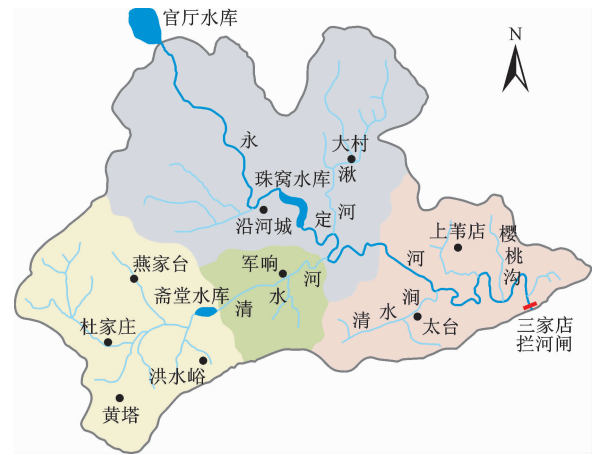 官厅水库
N
永
大村
珠窝水库
湫
沿河城
定
河
上苇店
樱桃沟
燕家台
军响
河
河
斋堂水库
清
水
涧
清
水
太台
三家店
拦河闸
杜家庄
洪水峪
黄塔